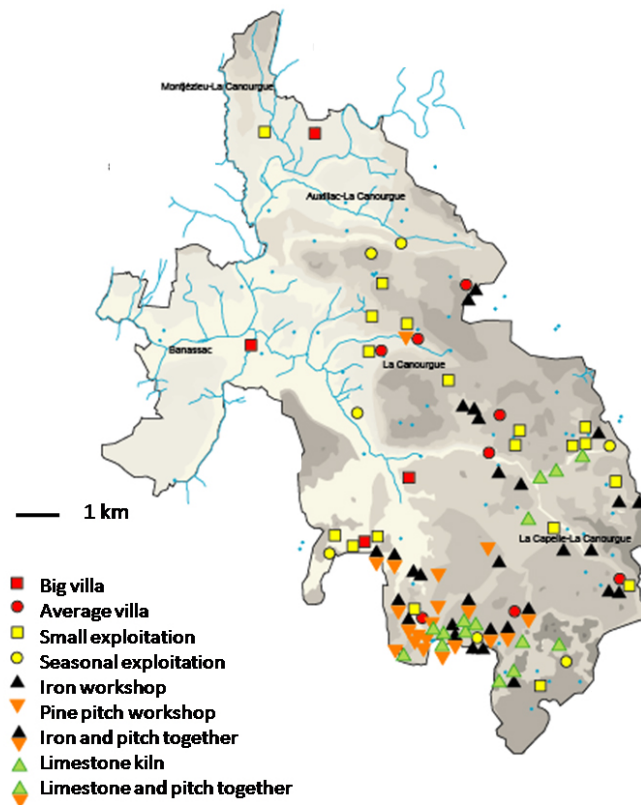 Montjézieu-La Canourgue
Auxillac-La Canourgue
Banassac
La Canourgue
1 km
La Capelle-La Canourgue
Big villa
Average villa
Small exploitation
Seasonal exploitation
Iron workshop
Pine pitch workshop
Iron and pitch together
Limestone kiln
Limestone and pitch together